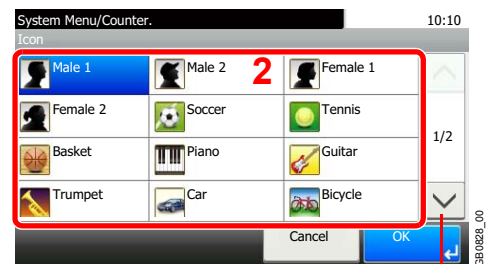 System Menu/Counter. 10:10
Icon
Male 1 Male 2 2 Female 1
Female 2 Soccer Tennis
1/2
Basket Piano Guitar
Trumpet Car Bicycle
Cancel OK
GB0828_00